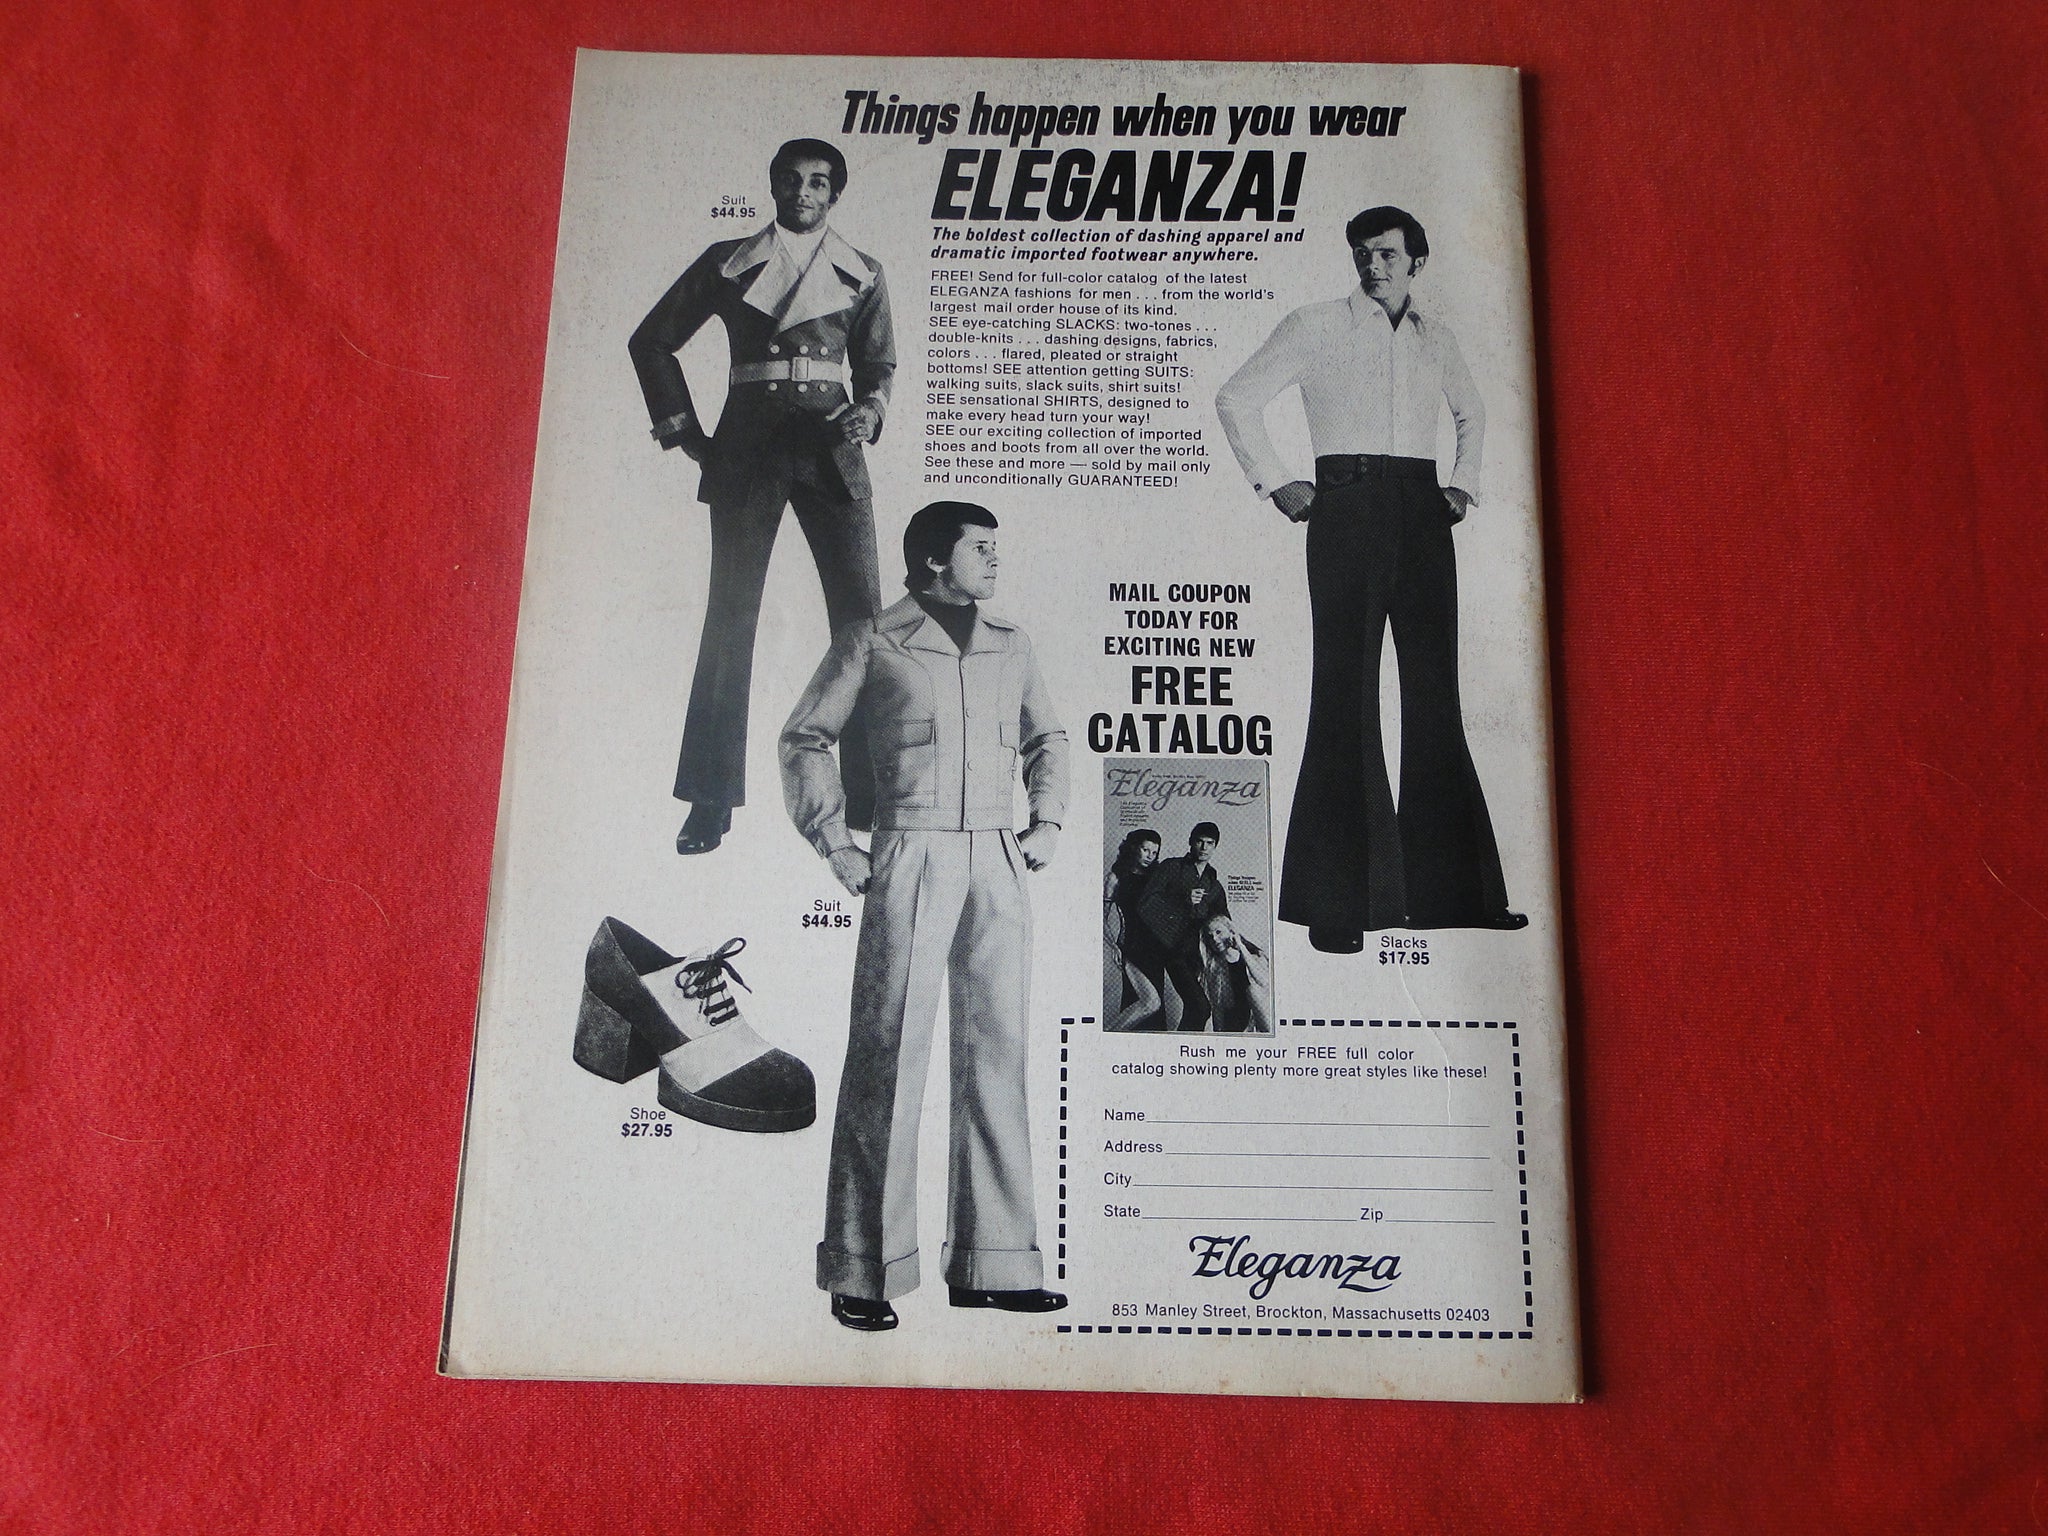 Things happen when you wear
ELEGANZA!
The boldest collection of dashing apparel and
dramatic imported footwear anywhere.
FREE! Send for full-color catalog of the latest
ELEGANZA fashions for men . . . from the world's
largest mail order house of its kind.
SEE eye-catching SLACKS: two-tones . . .
double-knits . . . dashing designs, fabrics,
colors . . . flared, pleated or straight
bottoms! SEE attention getting SUITS:
walking suits, slack suits, shirt suits!
SEE sensational SHIRTS, designed to
make every head turn your way!
SEE our exciting collection of imported
shoes and boots from all over the world.
See these and more — sold by mail only
and unconditionally GUARANTEED!
Suit
$44.95
MAIL COUPON
TODAY FOR
EXCITING NEW
FREE
CATALOG
Eleganza
Things happen
ELEGANZA
Suit
$44.95
Slacks
$17.95
Shoe
$27.95
Rush me your FREE full color
catalog showing plenty more great styles like these!
Name
Address
City
State Zip
Eleganza
853 Manley Street, Brockton, Massachusetts 02403